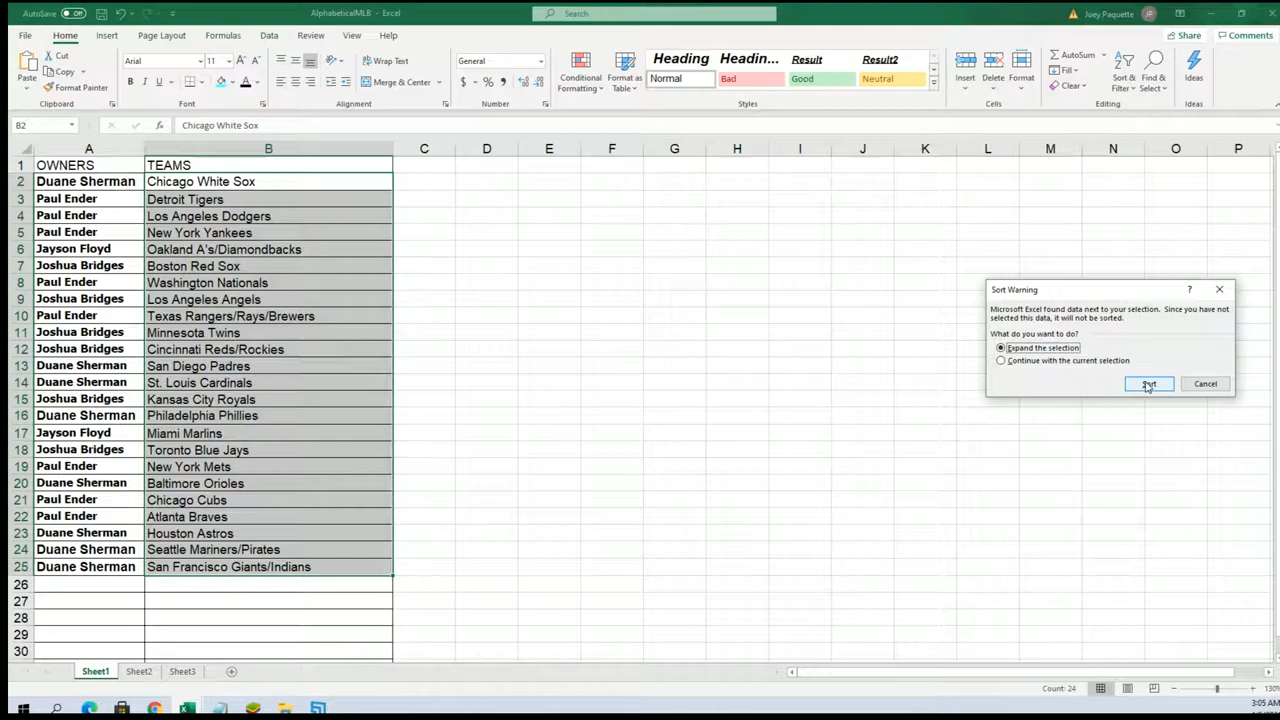 AutoSave Off AlphabeticalMLB - Excel Search Joey Paquette JP
File Home Insert Page Layout Formulas Data Review View Help Share Comments
Paste Cut Copy Format Painter Clipboard
Arial 11 B I U Font
Wrap Text Merge & Center Alignment
General $ % Number
Conditional Formatting Format as Table
Heading Headin... Result Result2
Normal Bad Good Neutral
Styles
Insert Delete Format Cells
AutoSum Fill Clear Sort & Filter Find & Select Editing
Ideas Ideas
B2 fx Chicago White Sox
A B C D E F G H I J K L M N O P
1 OWNERS TEAMS
2 Duane Sherman Chicago White Sox
3 Paul Ender Detroit Tigers
4 Paul Ender Los Angeles Dodgers
5 Paul Ender New York Yankees
6 Jayson Floyd Oakland A's/Diamondbacks
7 Joshua Bridges Boston Red Sox
8 Paul Ender Washington Nationals
9 Joshua Bridges Los Angeles Angels
10 Paul Ender Texas Rangers/Rays/Brewers
11 Joshua Bridges Minnesota Twins
12 Joshua Bridges Cincinnati Reds/Rockies
13 Duane Sherman San Diego Padres
14 Duane Sherman St. Louis Cardinals
15 Joshua Bridges Kansas City Royals
16 Duane Sherman Philadelphia Phillies
17 Jayson Floyd Miami Marlins
18 Joshua Bridges Toronto Blue Jays
19 Paul Ender New York Mets
20 Duane Sherman Baltimore Orioles
21 Paul Ender Chicago Cubs
22 Paul Ender Atlanta Braves
23 Duane Sherman Houston Astros
24 Duane Sherman Seattle Mariners/Pirates
25 Duane Sherman San Francisco Giants/Indians
26
27
28
29
30
Sort Warning ?
Microsoft Excel found data next to your selection. Since you have not
selected this data, it will not be sorted.
What do you want to do?
Expand the selection
Continue with the current selection
Sort Cancel
Sheet1 Sheet2 Sheet3
Count: 24 130%
3:05 AM